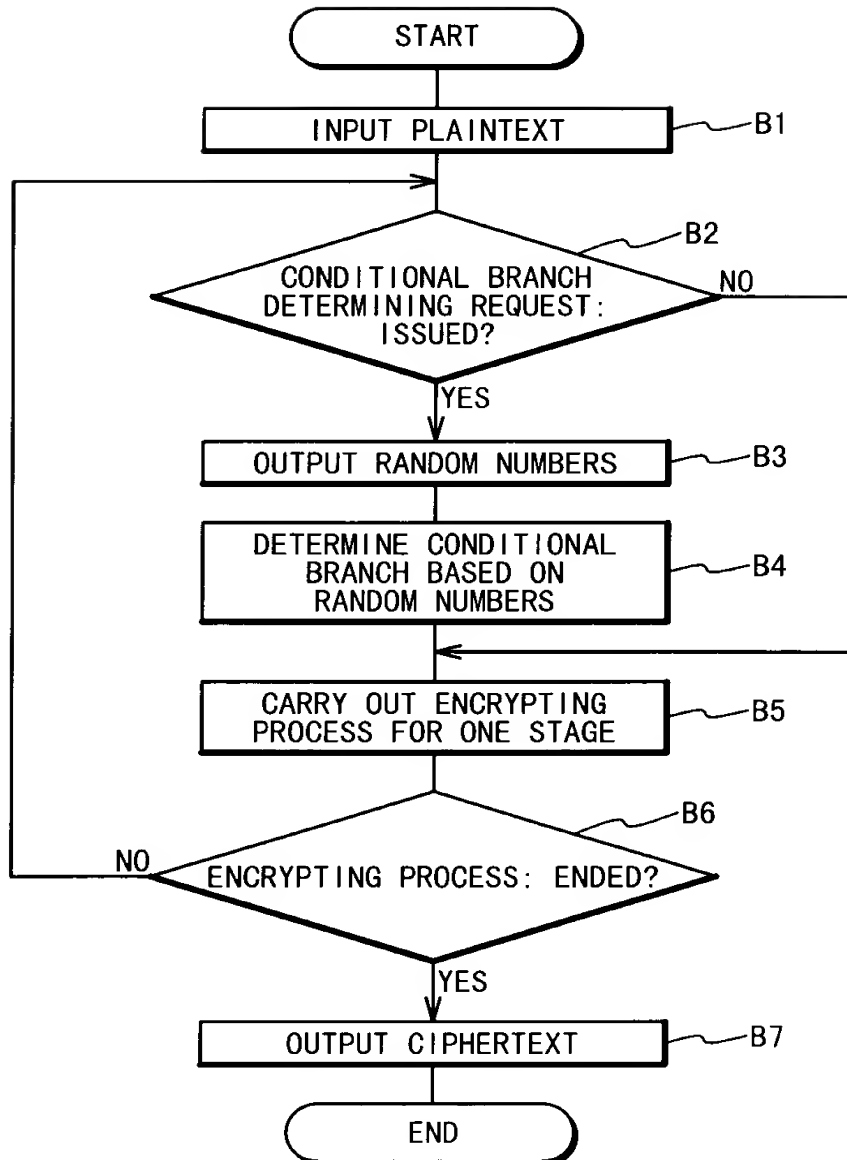 START
INPUT PLAINTEXT
B1
B2
CONDITIONAL BRANCH
DETERMINING REQUEST:
ISSUED?
NO
YES
OUTPUT RANDOM NUMBERS
B3
DETERMINE CONDITIONAL
BRANCH BASED ON
RANDOM NUMBERS
B4
CARRY OUT ENCRYPTING
PROCESS FOR ONE STAGE
B5
B6
NO
ENCRYPTING PROCESS: ENDED?
YES
OUTPUT CIPHERTEXT
B7
END